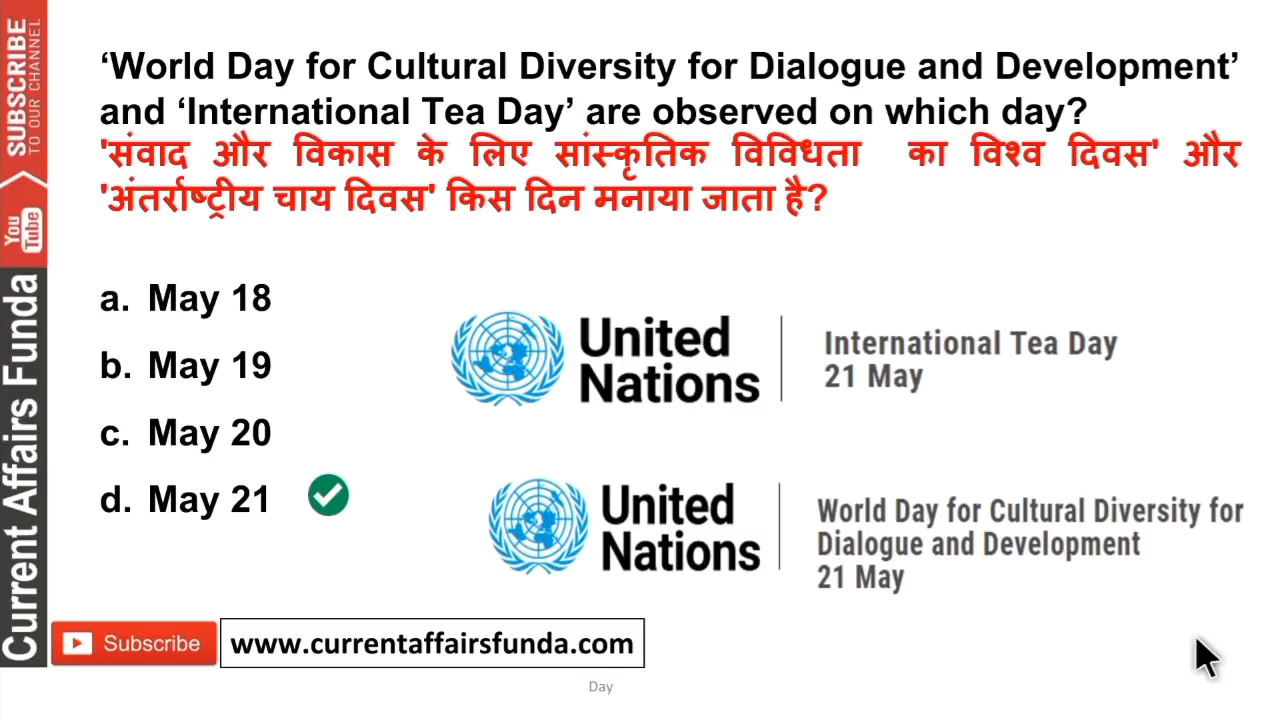 SUBSCRIBE
TO OUR CHANNEL
You
Tube
Current Affairs Funda
‘World Day for Cultural Diversity for Dialogue and Development’
and ‘International Tea Day’ are observed on which day?
'संवाद और विकास के लिए सांस्कृतिक विविधता का विश्व दिवस' और
'अंतर्राष्ट्रीय चाय दिवस' किस दिन मनाया जाता है?
a. May 18
b. May 19
c. May 20
d. May 21
United
Nations
International Tea Day
21 May
United
Nations
World Day for Cultural Diversity for
Dialogue and Development
21 May
Subscribe
www.currentaffairsfunda.com
Day